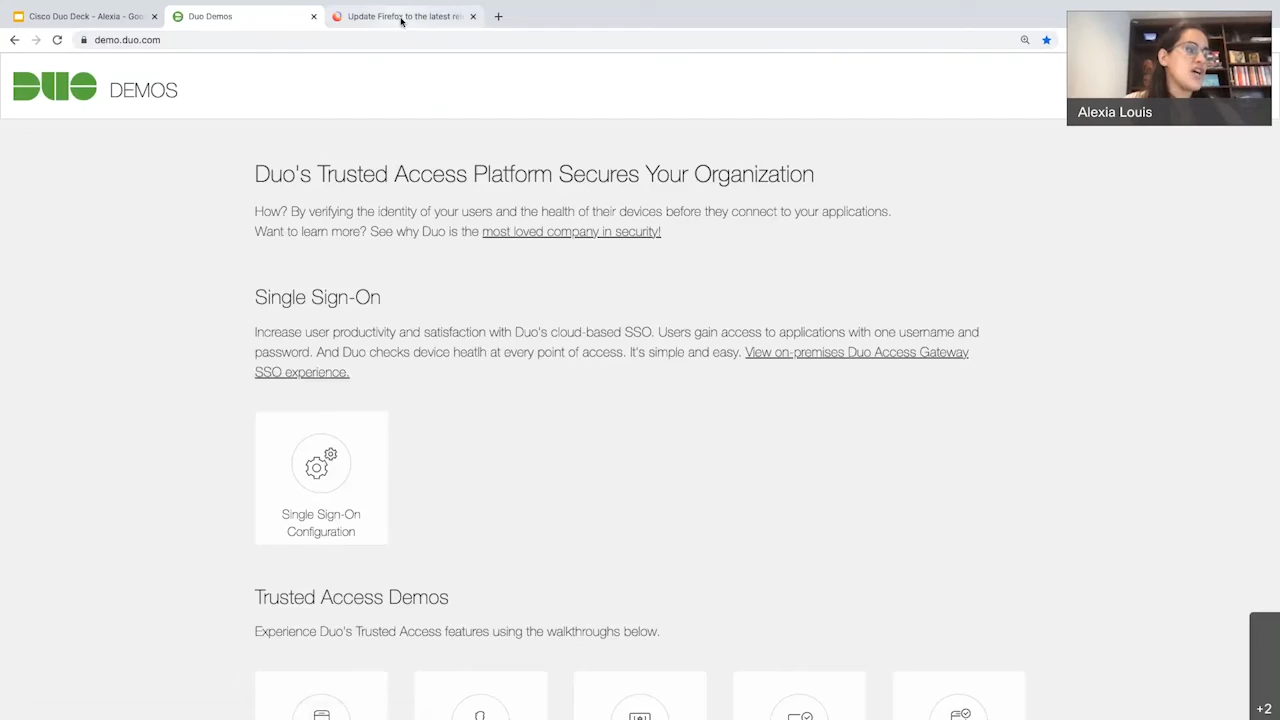 Cisco Duo Deck - Alexia - Goo
Duo Demos
Update Firefox to the latest rel
demo.duo.com
DUO DEMOS
Alexia Louis
Duo's Trusted Access Platform Secures Your Organization
How? By verifying the identity of your users and the health of their devices before they connect to your applications.
Want to learn more? See why Duo is the most loved company in security!
Single Sign-On
Increase user productivity and satisfaction with Duo's cloud-based SSO. Users gain access to applications with one username and
password. And Duo checks device heatlh at every point of access. It's simple and easy. View on-premises Duo Access Gateway
SSO experience.
Single Sign-On
Configuration
Trusted Access Demos
Experience Duo's Trusted Access features using the walkthroughs below.
+2